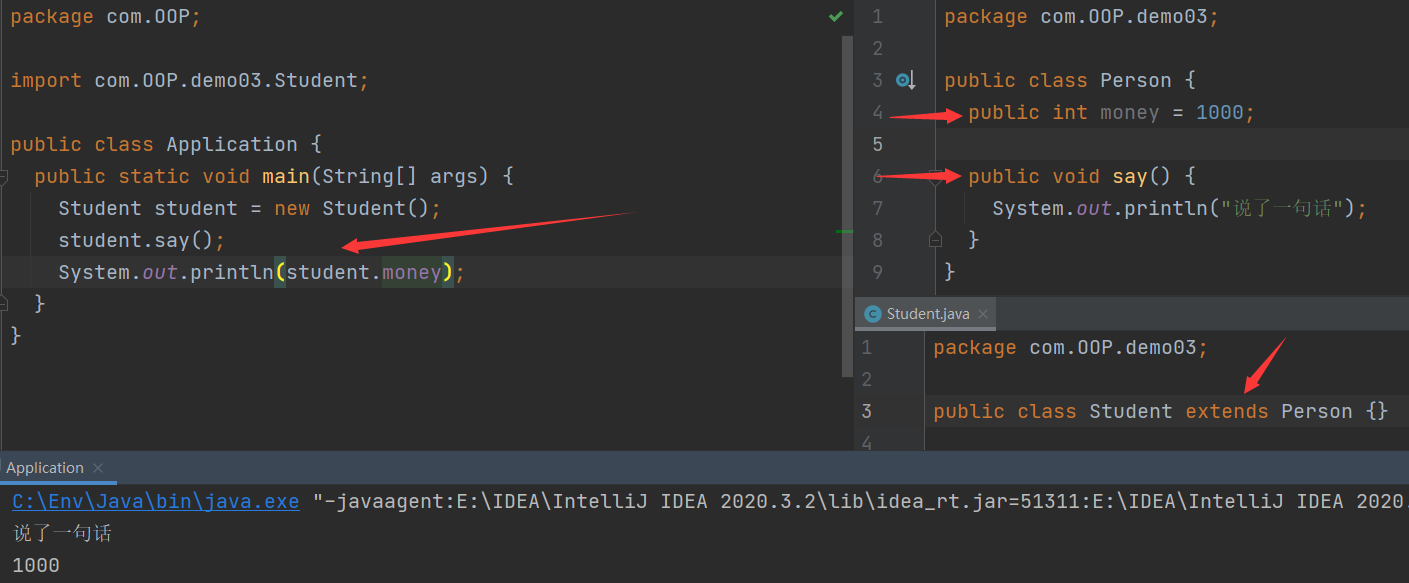 package com.OOP;
import com.OOP.demo03.Student;
public class Application {
public static void main(String[] args) {
Student student = new Student();
student.say();
System.out.println(student.money);
}
}
1 package com.OOP.demo03;
2
3 public class Person {
4 public int money = 1000;
5
6 public void say() {
7 System.out.println("说了一句话");
8 }
9 }
Student.java
1 package com.OOP.demo03;
2
3 public class Student extends Person {}
4
Application
C:\Env\Java\bin\java.exe "-javaagent:E:\IDEA\IntelliJ IDEA 2020.3.2\lib\idea_rt.jar=51311:E:\IDEA\IntelliJ IDEA 2020.
说了一句话
1000